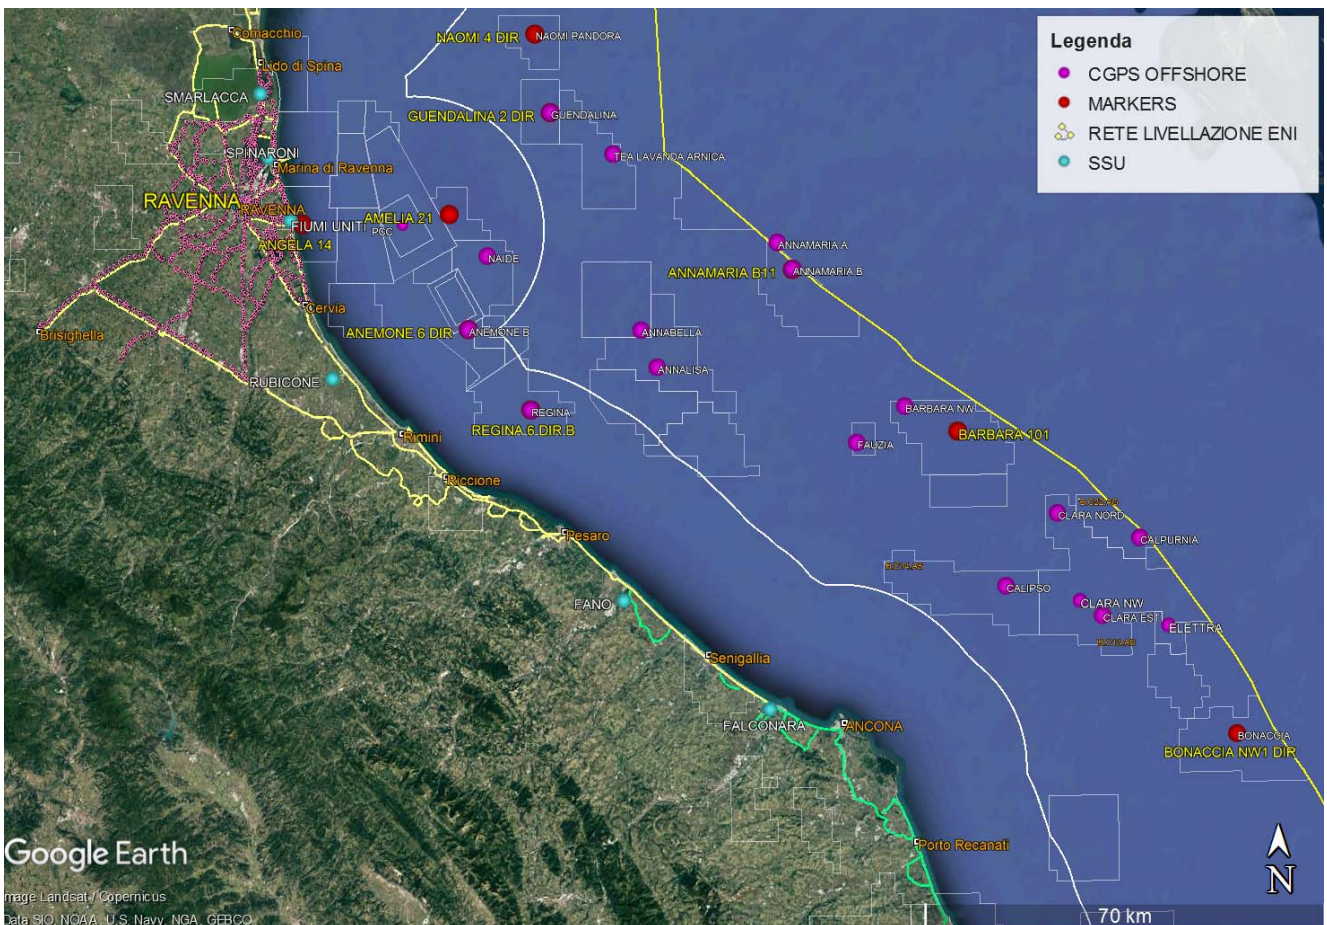 Comacchio
Lido di Spina
SMARLACCA
NAOMI 4 DIR
NAOMI PANDORA
GUENDALINA 2 DIR
GUENDALINA
TEA LAVANDA ARNICA
Legenda
CGPS OFFSHORE
MARKERS
RETE LIVELLAZIONE ENI
SSU
SPINARONI
Marina di Ravenna
RAVENNA
RAVENNA
FIUMI UNITI
ANGELA 14
AMELIA 21
PCC
NAIDE
ANNAMARIA A
ANNAMARIA B11
ANNAMARIA B
Cervia
Brisighella
ANEMONE 6 DIR
ANEMONE B
ANNABELLA
ANNALISA
RUBICONE
REGINA
REGINA 6 DIR B
BARBARA NW
BARBARA 101
FAUZIA
Rimini
Riccione
Pesaro
CLARA NORD
CALPURNIA
B.C14.AS
CALIPSO
CLARA NW
CLARA EST
ELETTRA
FANO
Senigallia
FALCONARA
ANCONA
BONACCIA
BONACCIA NW1 DIR
Porto Recanati
Google Earth
Image Landsat / Copernicus
Data SIO, NOAA, U.S. Navy, NGA, GEBCO
N
70 km